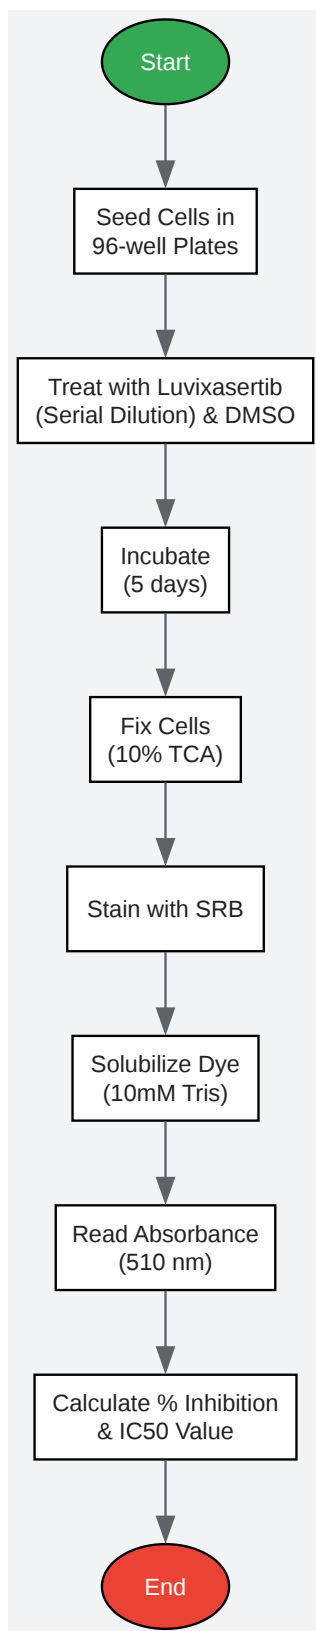 Start
Seed Cells in
96-well Plates
Treat with Luvixasertib
(Serial Dilution) & DMSO
Incubate
(5 days)
Fix Cells
(10% TCA)
Stain with SRB
Solubilize Dye
(10mM Tris)
Read Absorbance
(510 nm)
Calculate % Inhibition
& IC50 Value
End